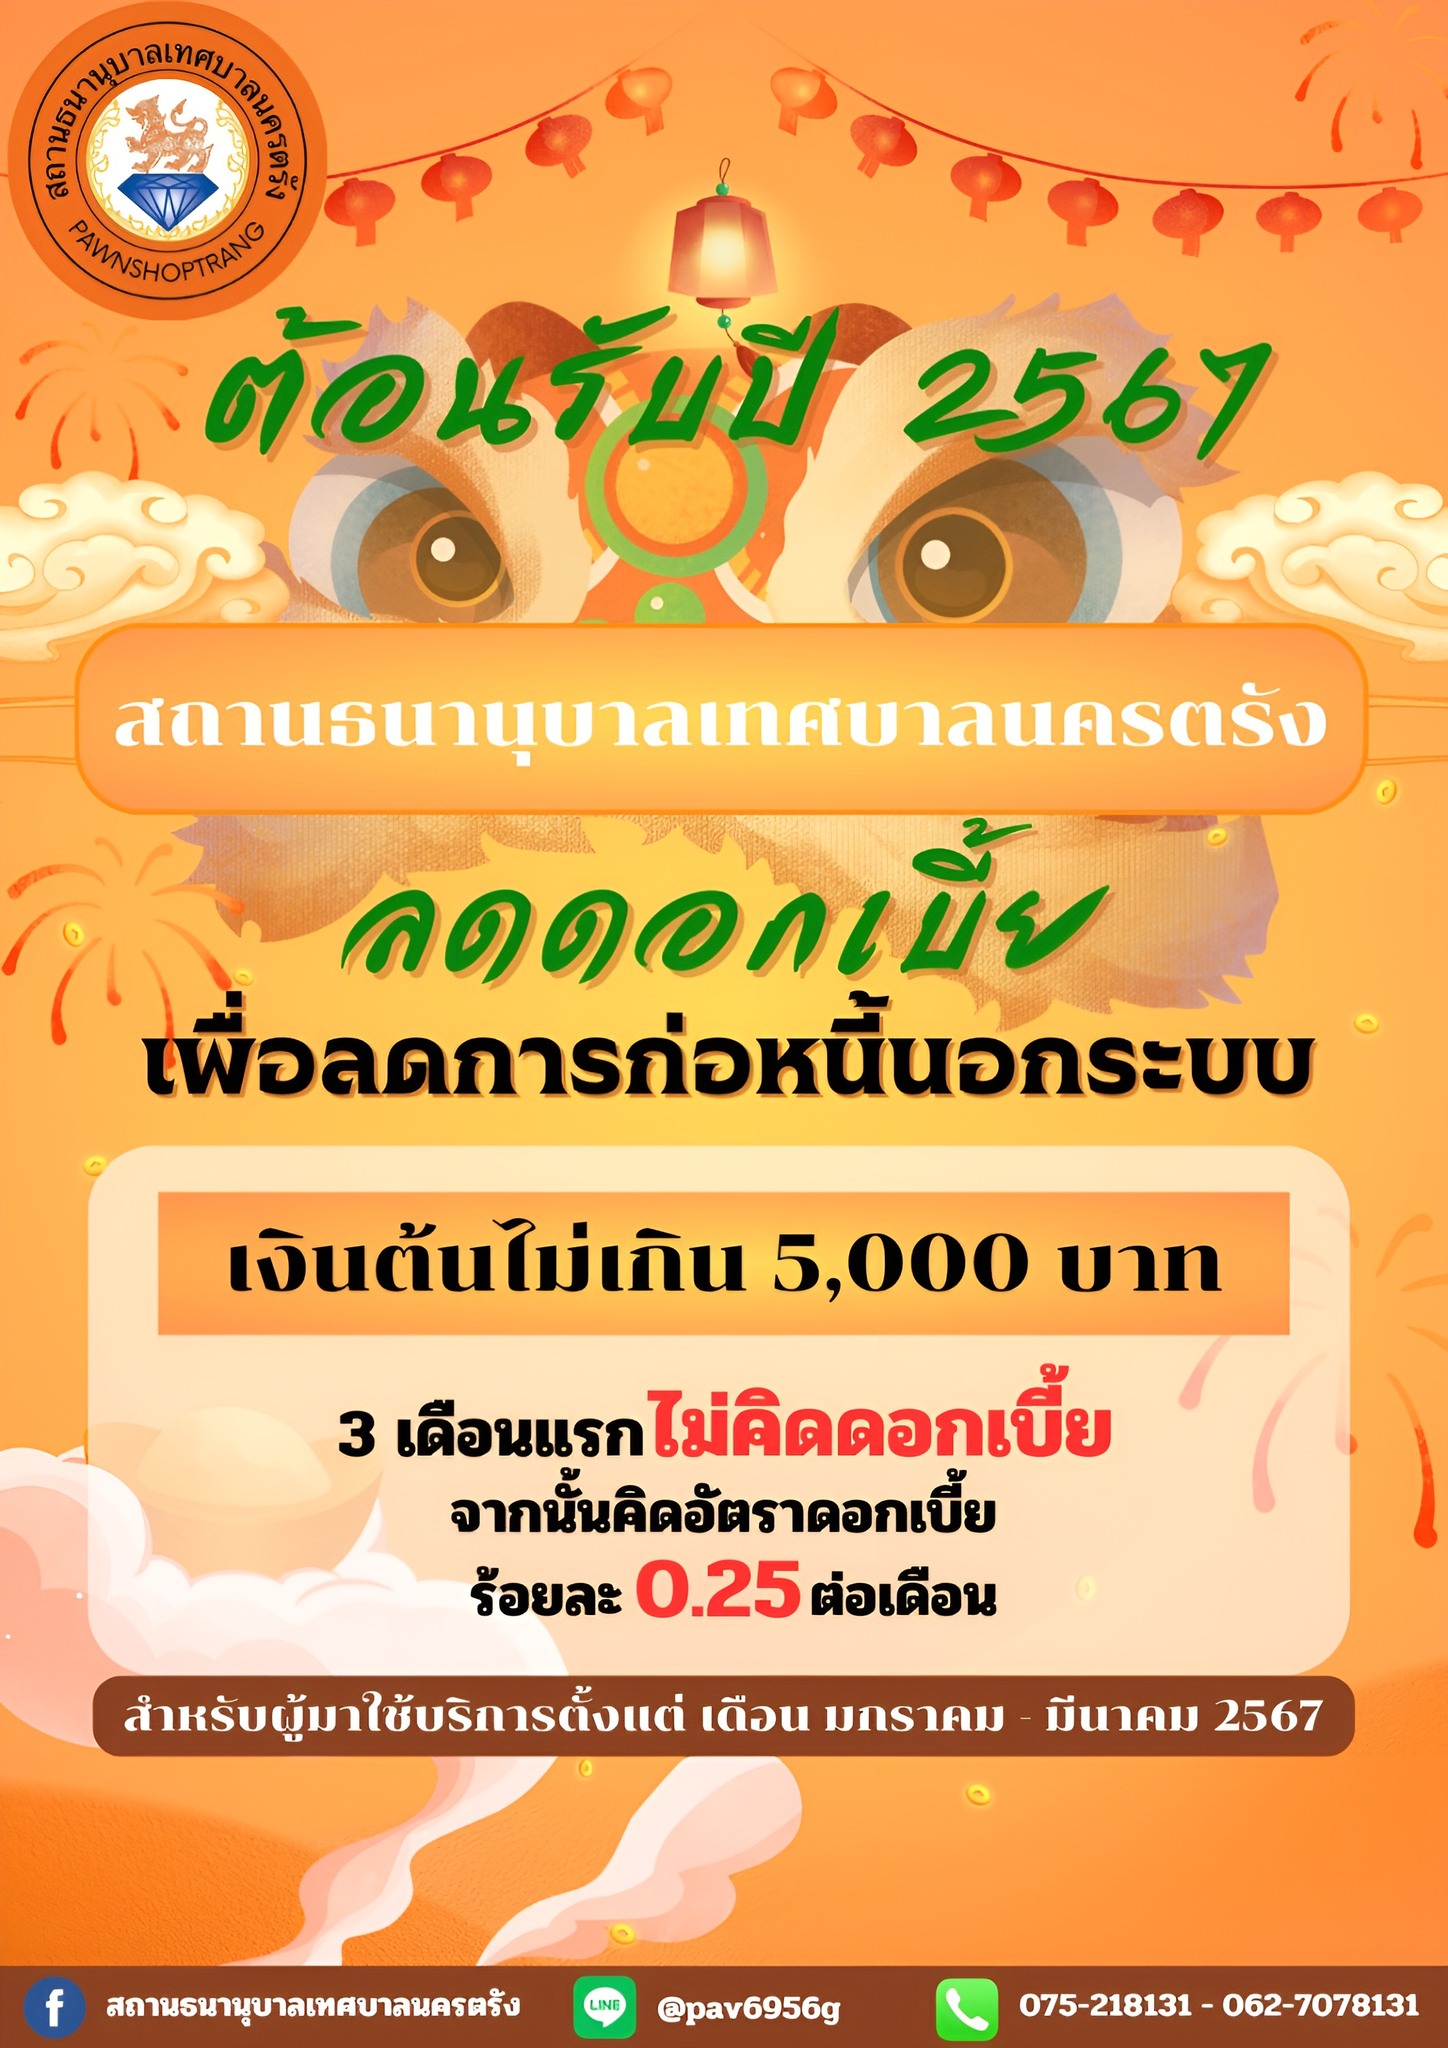 สถานธนานุบาลเทศบาลนครตรัง
PAWNSHOPTRANG
ต้อนรับปี 2567
สถานธนานุบาลเทศบาลนครตรัง
ลดดอกเบี้ย
เพื่อลดการก่อหนี้นอกระบบ
เงินต้นไม่เกิน 5,000 บาท
3 เดือนแรกไม่คิดดอกเบี้ย
จากนั้นคิดอัตราดอกเบี้ย
ร้อยละ 0.25 ต่อเดือน
สำหรับผู้มาใช้บริการตั้งแต่ เดือน มกราคม - มีนาคม 2567
f สถานธนานุบาลเทศบาลนครตรัง LINE @pav6956g 075-218131 - 062-7078131